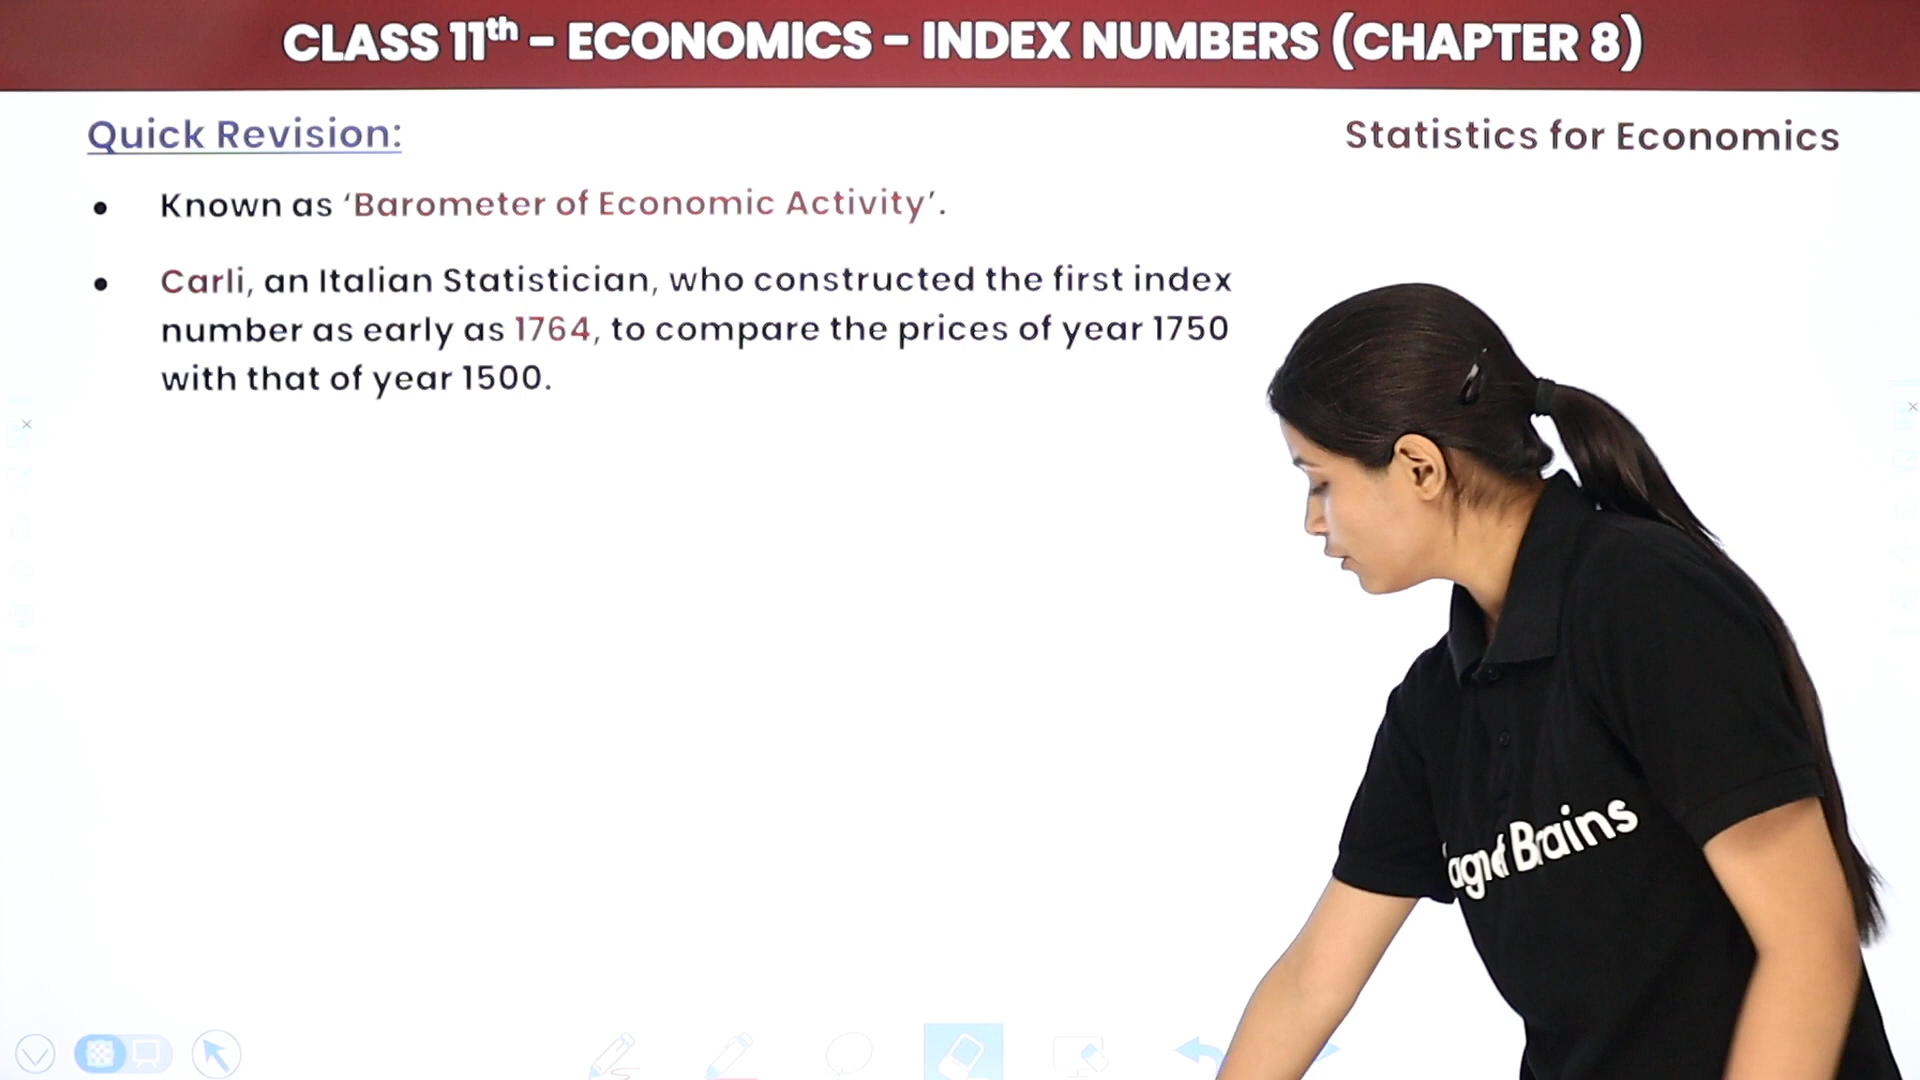 CLASS 11th - ECONOMICS - INDEX NUMBERS (CHAPTER 8)
Quick Revision:
Statistics for Economics
• Known as ‘Barometer of Economic Activity’.
• Carli, an Italian Statistician, who constructed the first index
number as early as 1764, to compare the prices of year 1750
with that of year 1500.
Brains